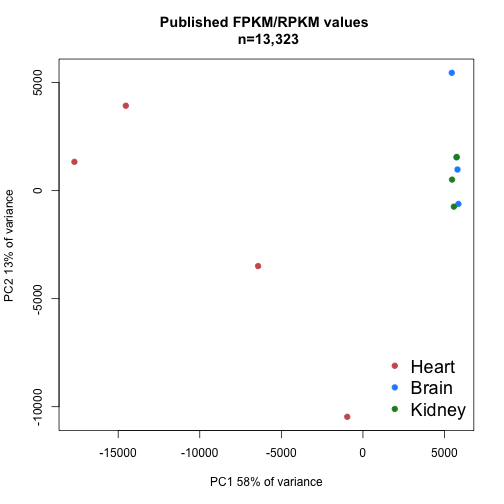 Published FPKM/RPKM values
n=13,323
PC2 13% of variance
5000
0
-5000
-10000
Heart
Brain
Kidney
-15000 -10000 -5000 0 5000
PC1 58% of variance